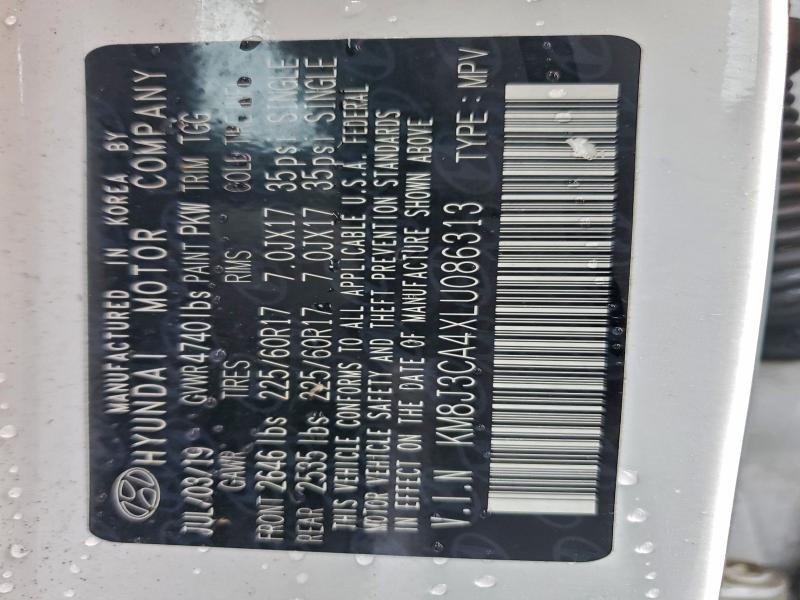 MANUFACTURED IN KOREA BY
HYUNDAI MOTOR COMPANY
JUL/03/19 GVWR 4740 lbs PAINT PKW TRIM TGG
GAWR TIRES RIMS COLD
FRONT 2646 lbs 225/60R17 7.0JX17 35psi SINGLE
REAR 2535 lbs 225/60R17 7.0JX17 35psi SINGLE
THIS VEHICLE CONFORMS TO ALL APPLICABLE U.S.A. FEDERAL
MOTOR VEHICLE SAFETY AND THEFT PREVENTION STANDARDS
IN EFFECT ON THE DATE OF MANUFACTURE SHOWN ABOVE
V.I.N KM8J3CA4XLU086313 TYPE : MPV